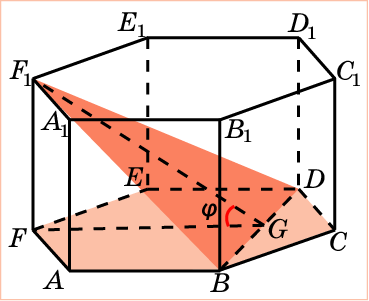 E₁ D₁
F₁ C₁
A₁ B₁
E D
φ
F G C
A B